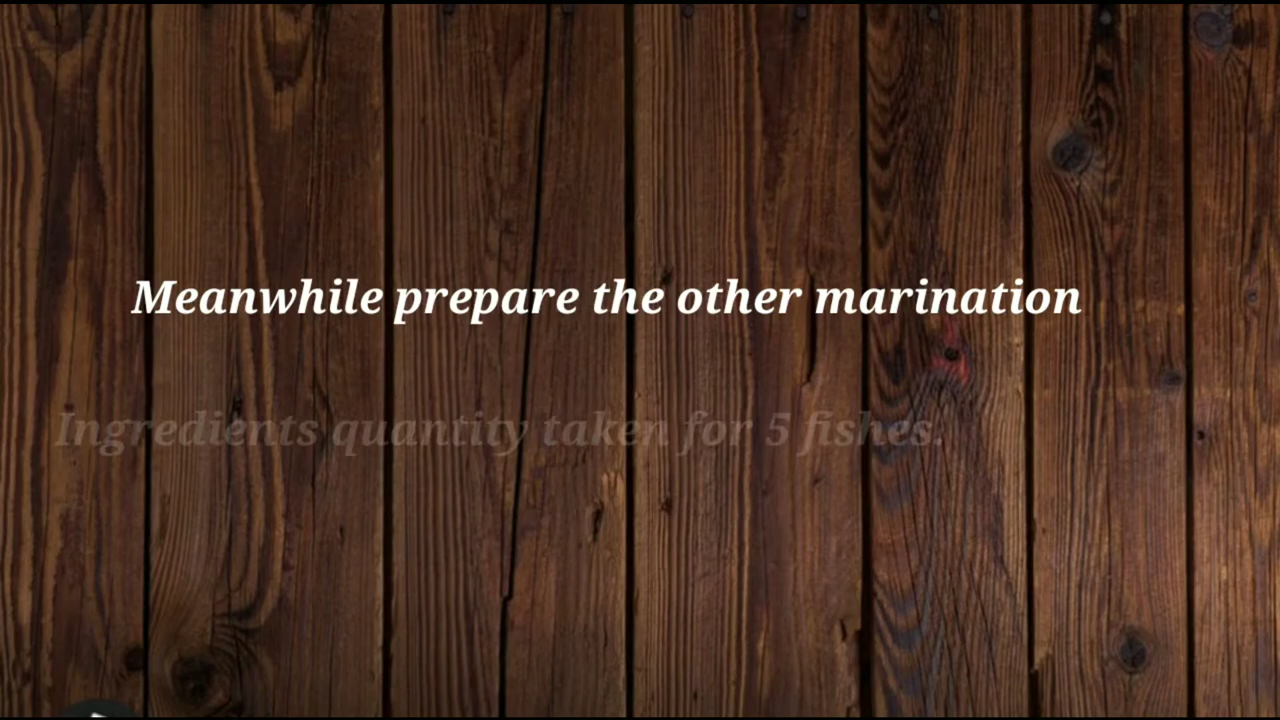 Meanwhile prepare the other marination
Ingredients quantity taken for 5 fishes.